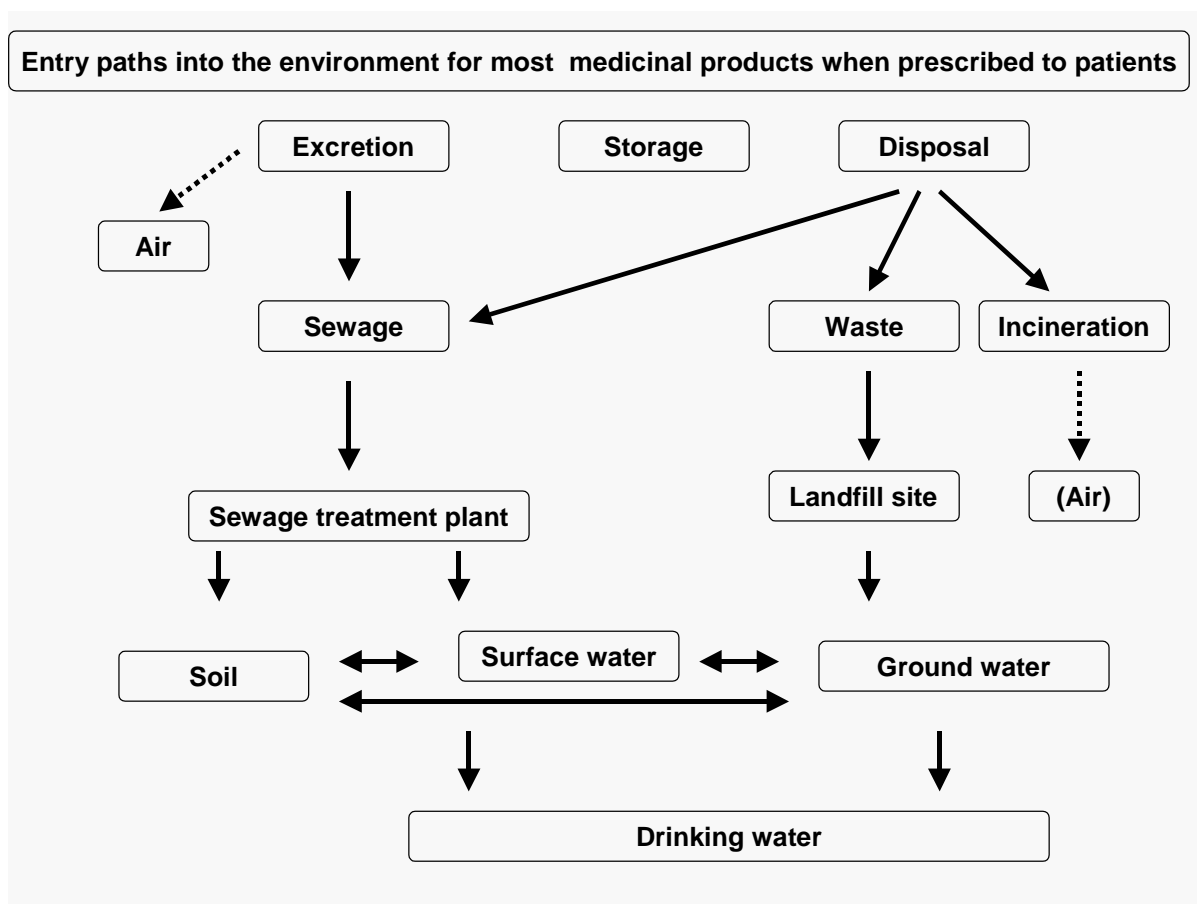 Entry paths into the environment for most medicinal products when prescribed to patients
Excretion
Storage
Disposal
Air
Sewage
Waste
Incineration
Landfill site
(Air)
Sewage treatment plant
Surface water
Ground water
Soil
Drinking water